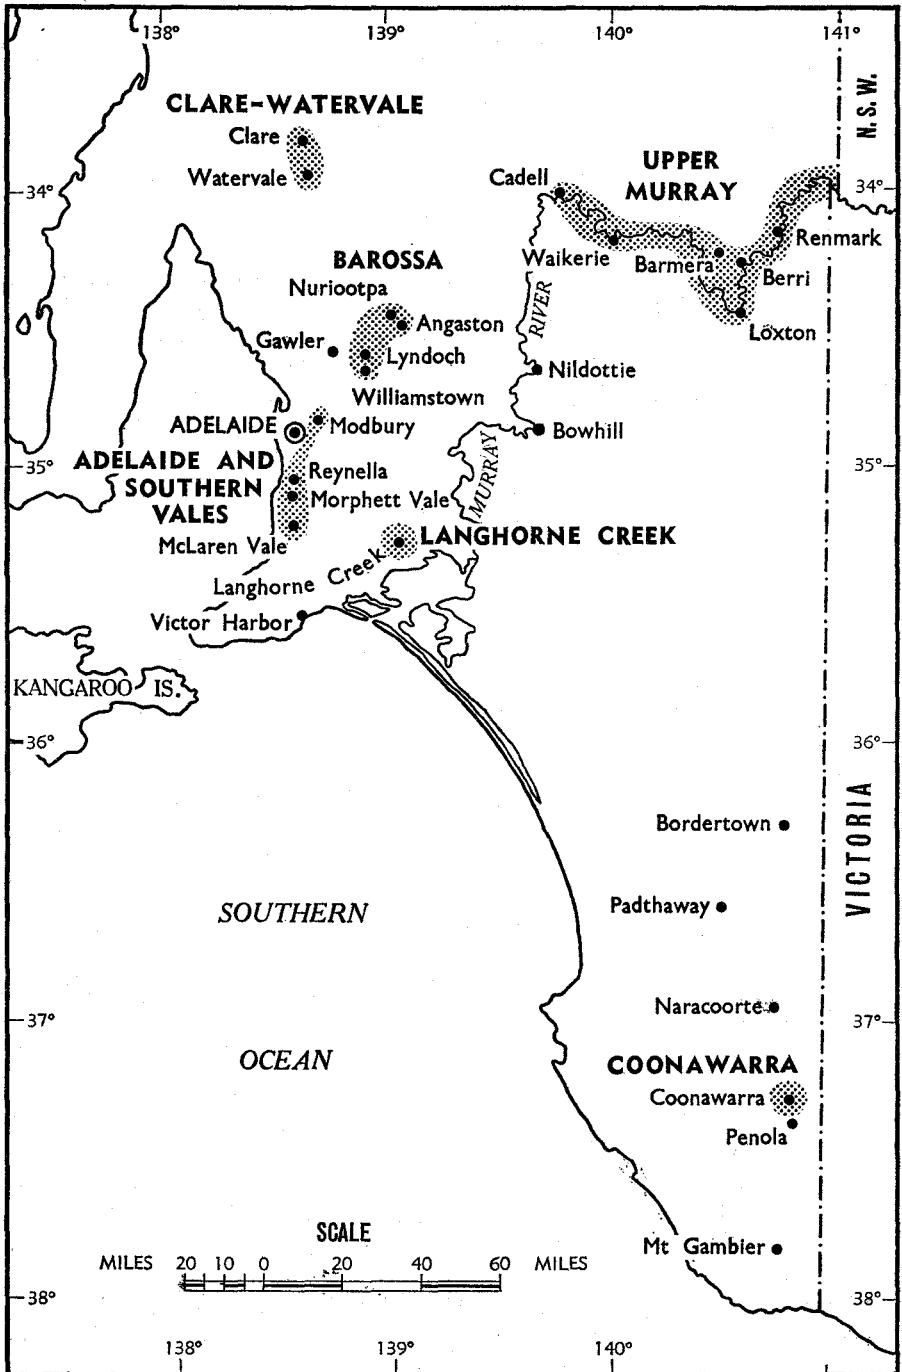 138°
139°
140°
141°
N.S.W.
CLARE-WATERVALE
Clare
Watervale
UPPER
MURRAY
Cadell
34°
34°
Renmark
Waikerie
Barmera
Berri
BAROSSA
Nuriootpa
RIVER
Angaston
Loxton
Gawler
Lyndoch
Nildottie
Williamstown
ADELAIDE
Modbury
Bowhill
35°
35°
ADELAIDE AND
SOUTHERN
VALES
Reynella
Morphett Vale
MURRAY
McLaren Vale
LANGHORNE CREEK
Langhorne Creek
Victor Harbor
KANGAROO IS.
36°
36°
VICTORIA
Bordertown
Padthaway
SOUTHERN
Naracoorte
37°
37°
OCEAN
COONAWARRA
Coonawarra
Penola
SCALE
Mt Gambier
MILES 20 10 0 20 40 60 MILES
38°
38°
138°
139°
140°